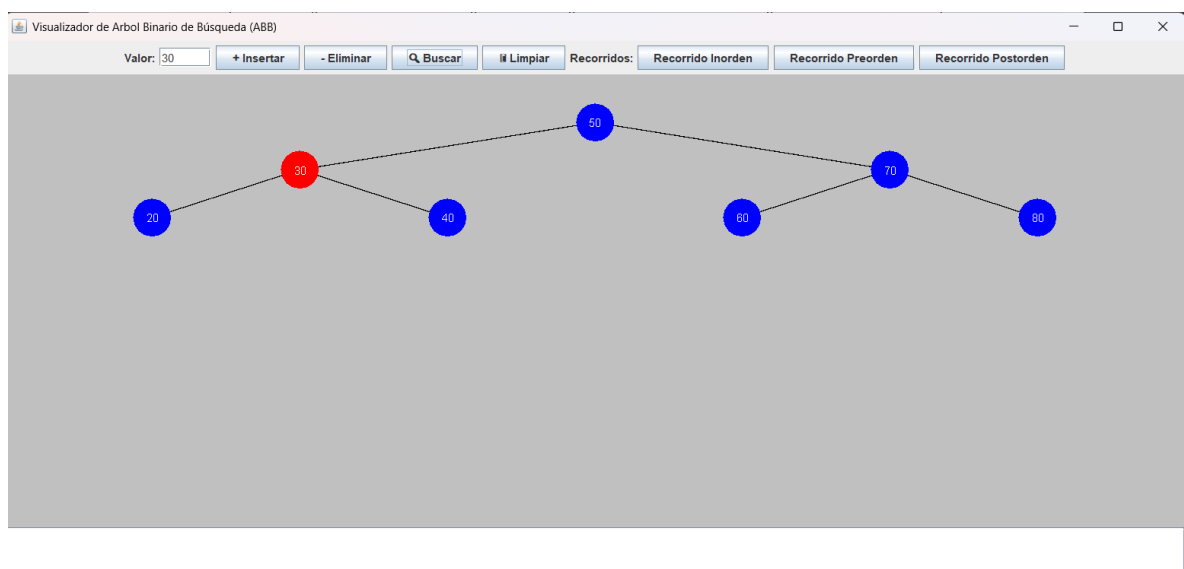 Visualizador de Arbol Binario de Búsqueda (ABB)
Valor: 30 + Insertar - Eliminar Buscar Limpiar Recorridos: Recorrido Inorden Recorrido Preorden Recorrido Postorden
50
30 70
20 40 60 80